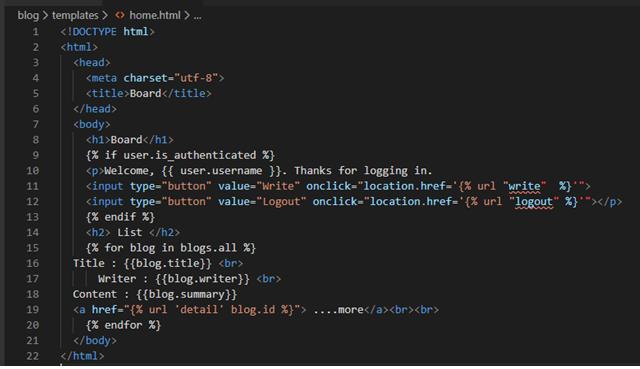 blog > templates > <> home.html > ...
1 <!DOCTYPE html>
2 <html>
3 <head>
4 <meta charset="utf-8">
5 <title>Board</title>
6 </head>
7 <body>
8 <h1>Board</h1>
9 {% if user.is_authenticated %}
10 <p>Welcome, {{ user.username }}. Thanks for logging in.
11 <input type="button" value="Write" onclick="location.href='{% url "write"  %}'">
12 <input type="button" value="Logout" onclick="location.href='{% url "logout" %}'"></p>
13 {% endif %}
14 <h2> List </h2>
15 {% for blog in blogs.all %}
16 Title : {{blog.title}} <br>
17 Writer : {{blog.writer}} <br>
18 Content : {{blog.summary}}
19 <a href="{% url 'detail' blog.id %}"> ....more</a><br><br>
20 {% endfor %}
21 </body>
22 </html>